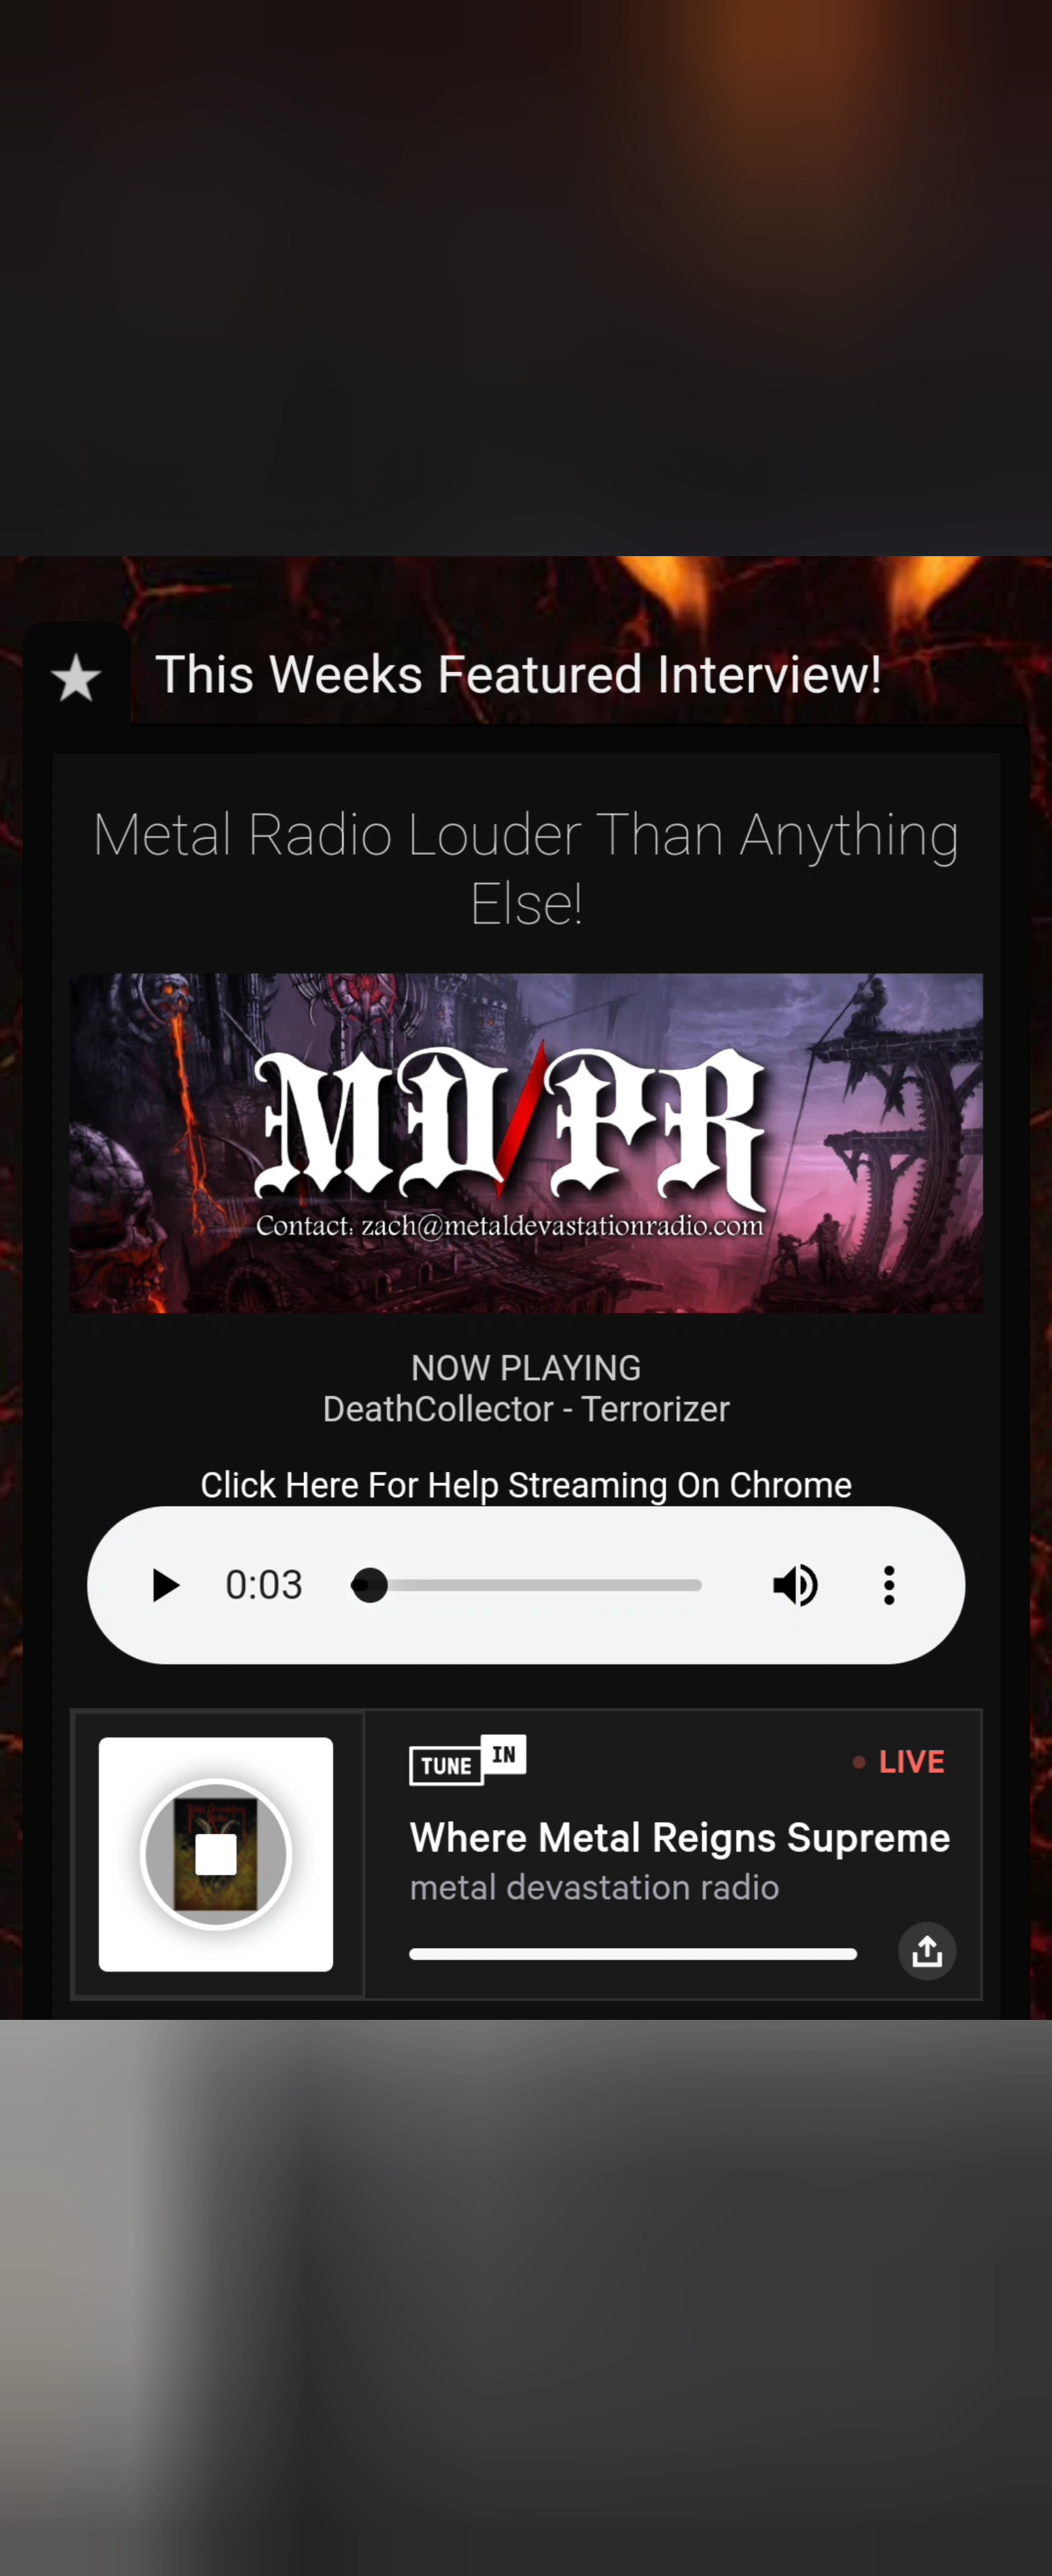 This Weeks Featured Interview!
Metal Radio Louder Than Anything
Else!
MD/PR
Contact: zach@metaldevastationradio.com
NOW PLAYING
DeathCollector - Terrorizer
Click Here For Help Streaming On Chrome
0:03
TUNE IN
LIVE
Where Metal Reigns Supreme
metal devastation radio